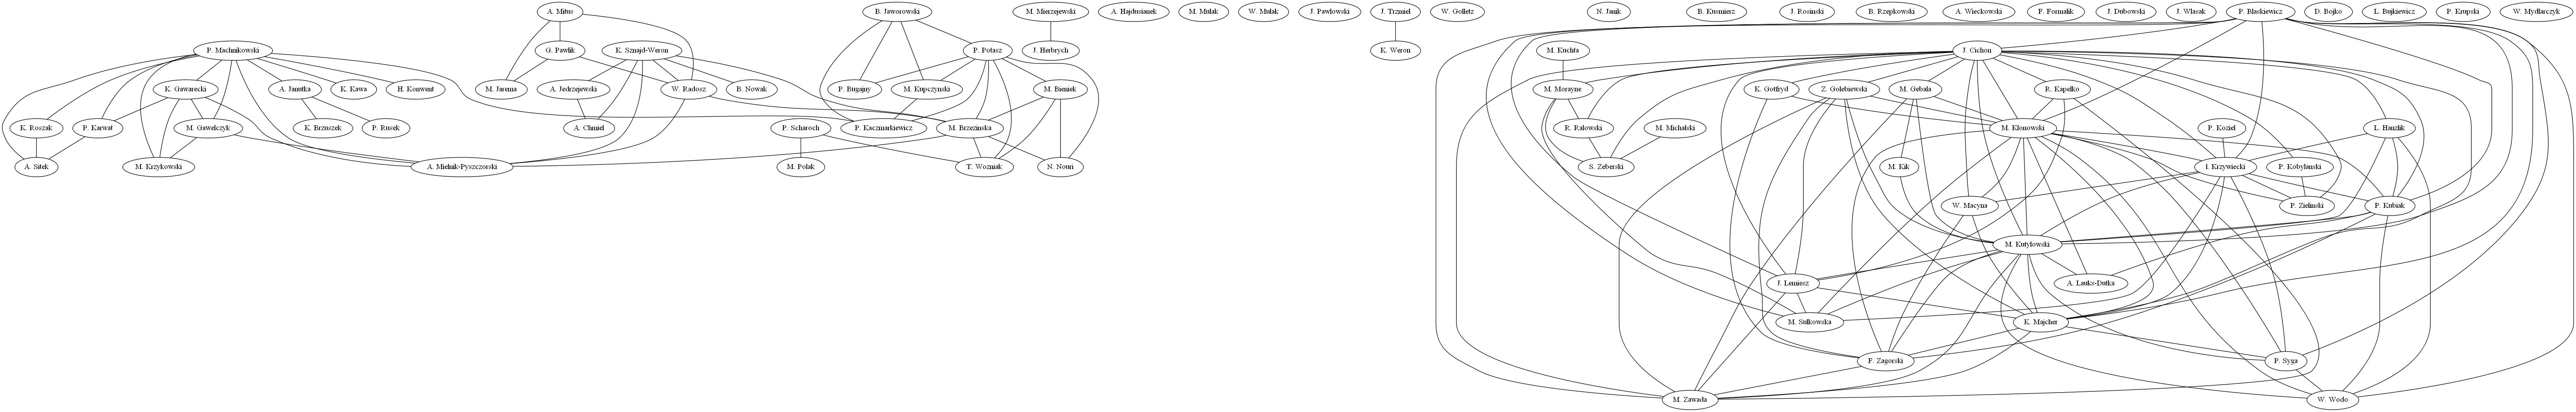 A. Mitus
B. Jaworowski
M. Mierzejewski
A. Hajdusianek
M. Mulak
W. Mulak
J. Pawlowski
J. Trzmiel
W. Golletz
N. Janik
B. Kusmierz
J. Rosinski
B. Rzepkowski
A. Wieckowski
F. Formalik
J. Dubowski
J. Wlasak
P. Blaskiewicz
D. Bojko
L. Bujkiewicz
P. Krupski
W. Mydlarczyk
P. Machnikowski
G. Pawlik
K. Sznajd-Weron
P. Potasz
J. Herbrych
K. Weron
M. Kuchta
J. Cichon
K. Gawarecki
A. Janutka
K. Kawa
H. Konwent
M. Jarema
A. Jedrzejewski
W. Radosz
B. Nowak
P. Bugajny
M. Kupczynski
M. Bieniek
M. Morayne
K. Gotfryd
Z. Golebiewski
M. Gebala
R. Kapelko
K. Roszak
P. Karwat
M. Gawelczyk
K. Brzuszek
P. Rusek
A. Chmiel
P. Scharoch
P. Kaczmarkiewicz
M. Brzezinska
R. Ralowski
M. Michalski
M. Klonowski
P. Koziel
L. Hanzlik
A. Sitek
M. Krzykowski
A. Mielnik-Pyszczorski
M. Polak
T. Wozniak
N. Nouri
S. Zeberski
M. Kik
I. Krzywiecki
P. Kobylanski
W. Macyna
P. Zielinski
P. Kubiak
M. Kutylowski
J. Lemiesz
A. Lauks-Dutka
M. Sulkowska
K. Majcher
F. Zagorski
P. Syga
M. Zawada
W. Wodo